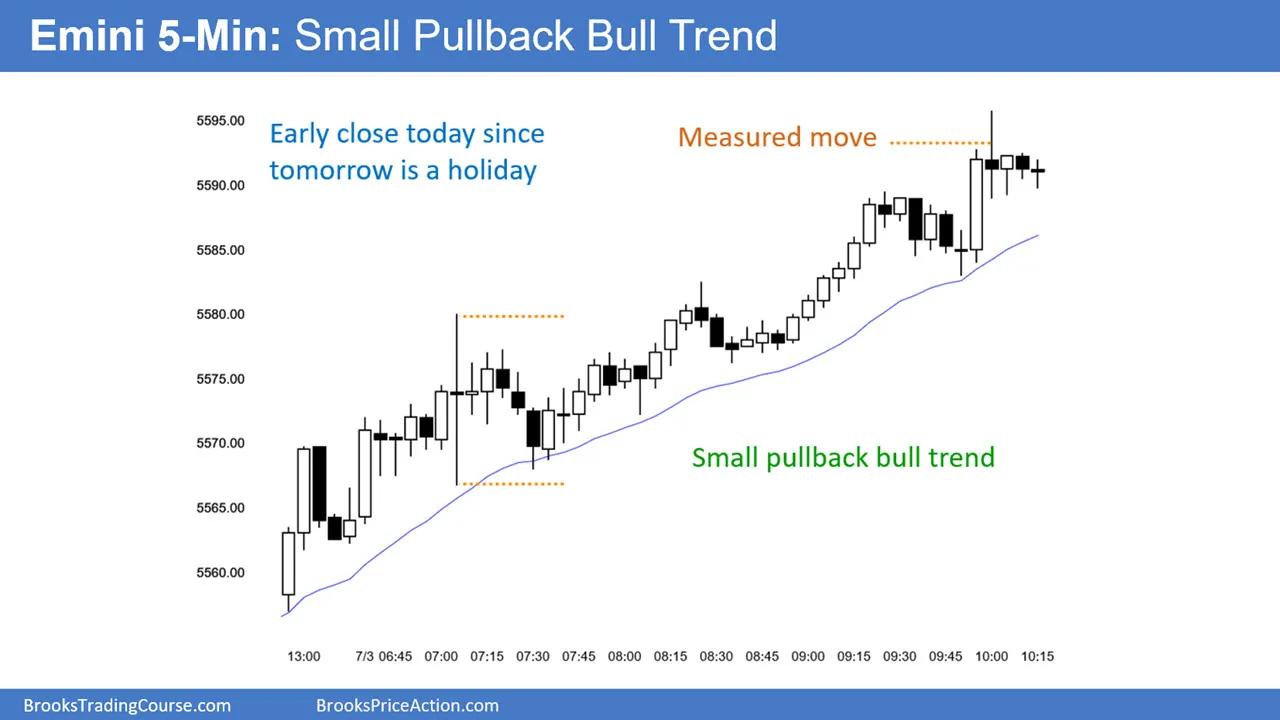 Emini 5-Min: Small Pullback Bull Trend
Early close today since
tomorrow is a holiday
Measured move
Small pullback bull trend
5595.00
5590.00
5585.00
5580.00
5575.00
5570.00
5565.00
5560.00
13:00 7/3 06:45 07:00 07:15 07:30 07:45 08:00 08:15 08:30 08:45 09:00 09:15 09:30 09:45 10:00 10:15
BrooksTradingCourse.com BrooksPriceAction.com